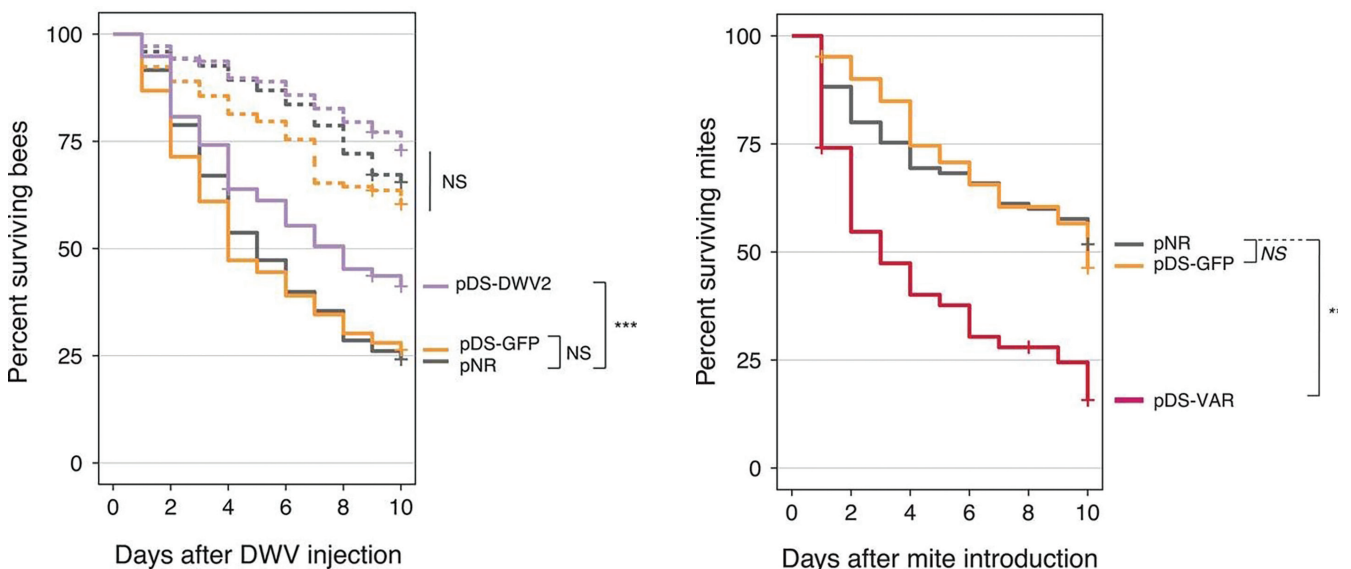 Percent surviving bees
100
75
50
25
0
0 2 4 6 8 10
Days after DWV injection
NS
pDS-DWV2
pDS-GFP
pNR
NS
***
Percent surviving mites
100
75
50
25
0
0 2 4 6 8 10
Days after mite introduction
pNR
pDS-GFP
NS
pDS-VAR